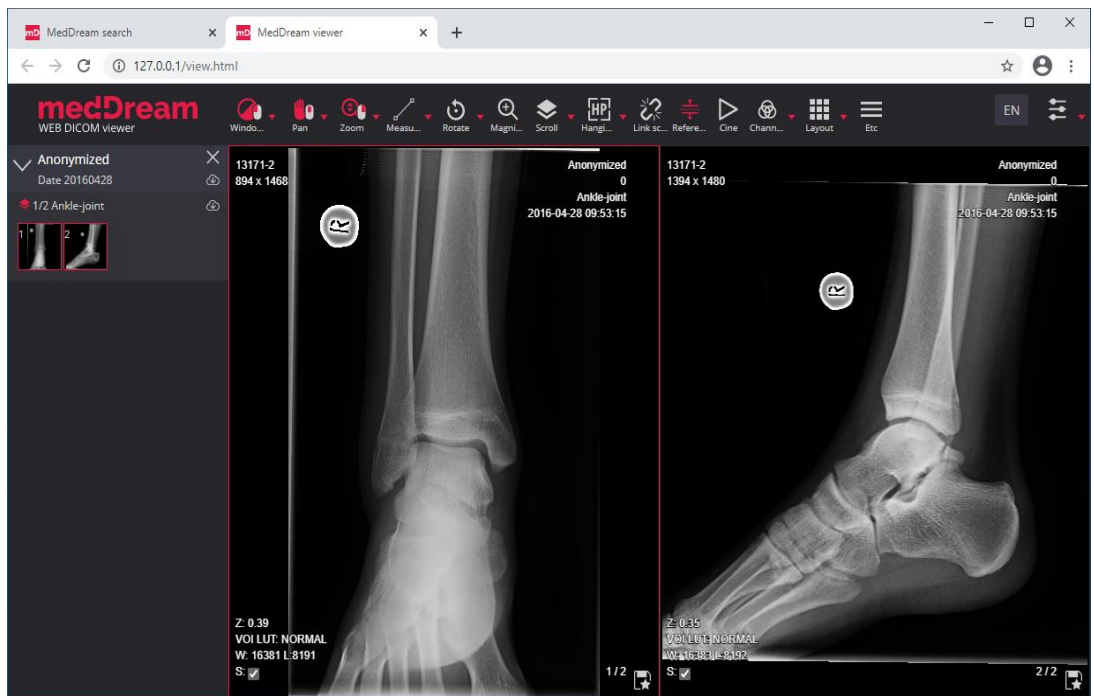 MedDream search
MedDream viewer
127.0.0.1/view.html
medDream
WEB DICOM viewer
Windo...
Pan
Zoom
Measu...
Rotate
Magni...
Scroll
HP
Hangi...
Link sc...
Refere...
Cine
Chann...
Layout
Etc
EN
Anonymized
Date 20160428
1/2 Ankle-joint
1
2
13171-2
894 x 1468
Anonymized
0
Ankle-joint
2016-04-28 09:53:15
R
Z: 0.39
VOI LUT: NORMAL
W: 16381 L:8191
S:
1/2
13171-2
1394 x 1480
Anonymized
0
Ankle-joint
2016-04-28 09:53:15
R
Z: 0.35
VOI LUT: NORMAL
W: 16383 L:8192
S:
2/2